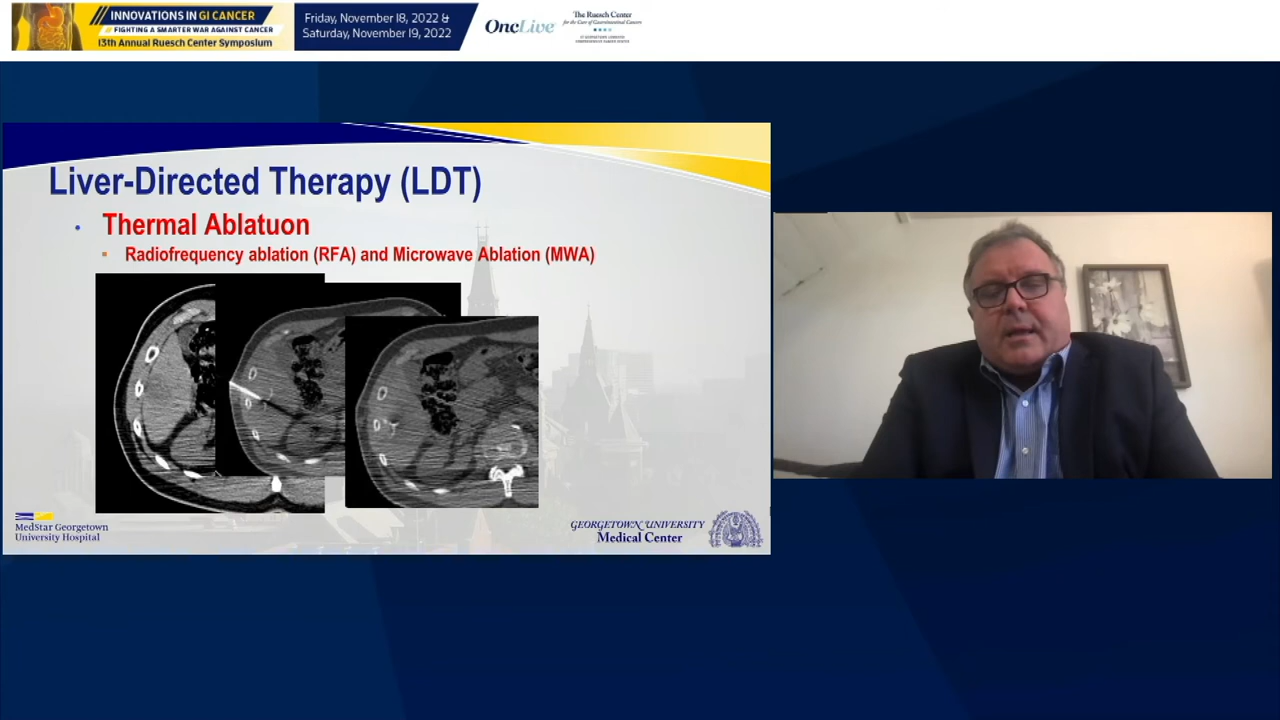 INNOVATIONS IN GI CANCER
FIGHTING A SMARTER WAR AGAINST CANCER
13th Annual Ruesch Center Symposium
Friday, November 18, 2022 &
Saturday, November 19, 2022
OncLive
The Ruesch Center
for the Cure of Gastrointestinal Cancers
Liver-Directed Therapy (LDT)
• Thermal Ablatuon
▪ Radiofrequency ablation (RFA) and Microwave Ablation (MWA)
MedStar Georgetown
University Hospital
GEORGETOWN UNIVERSITY
Medical Center